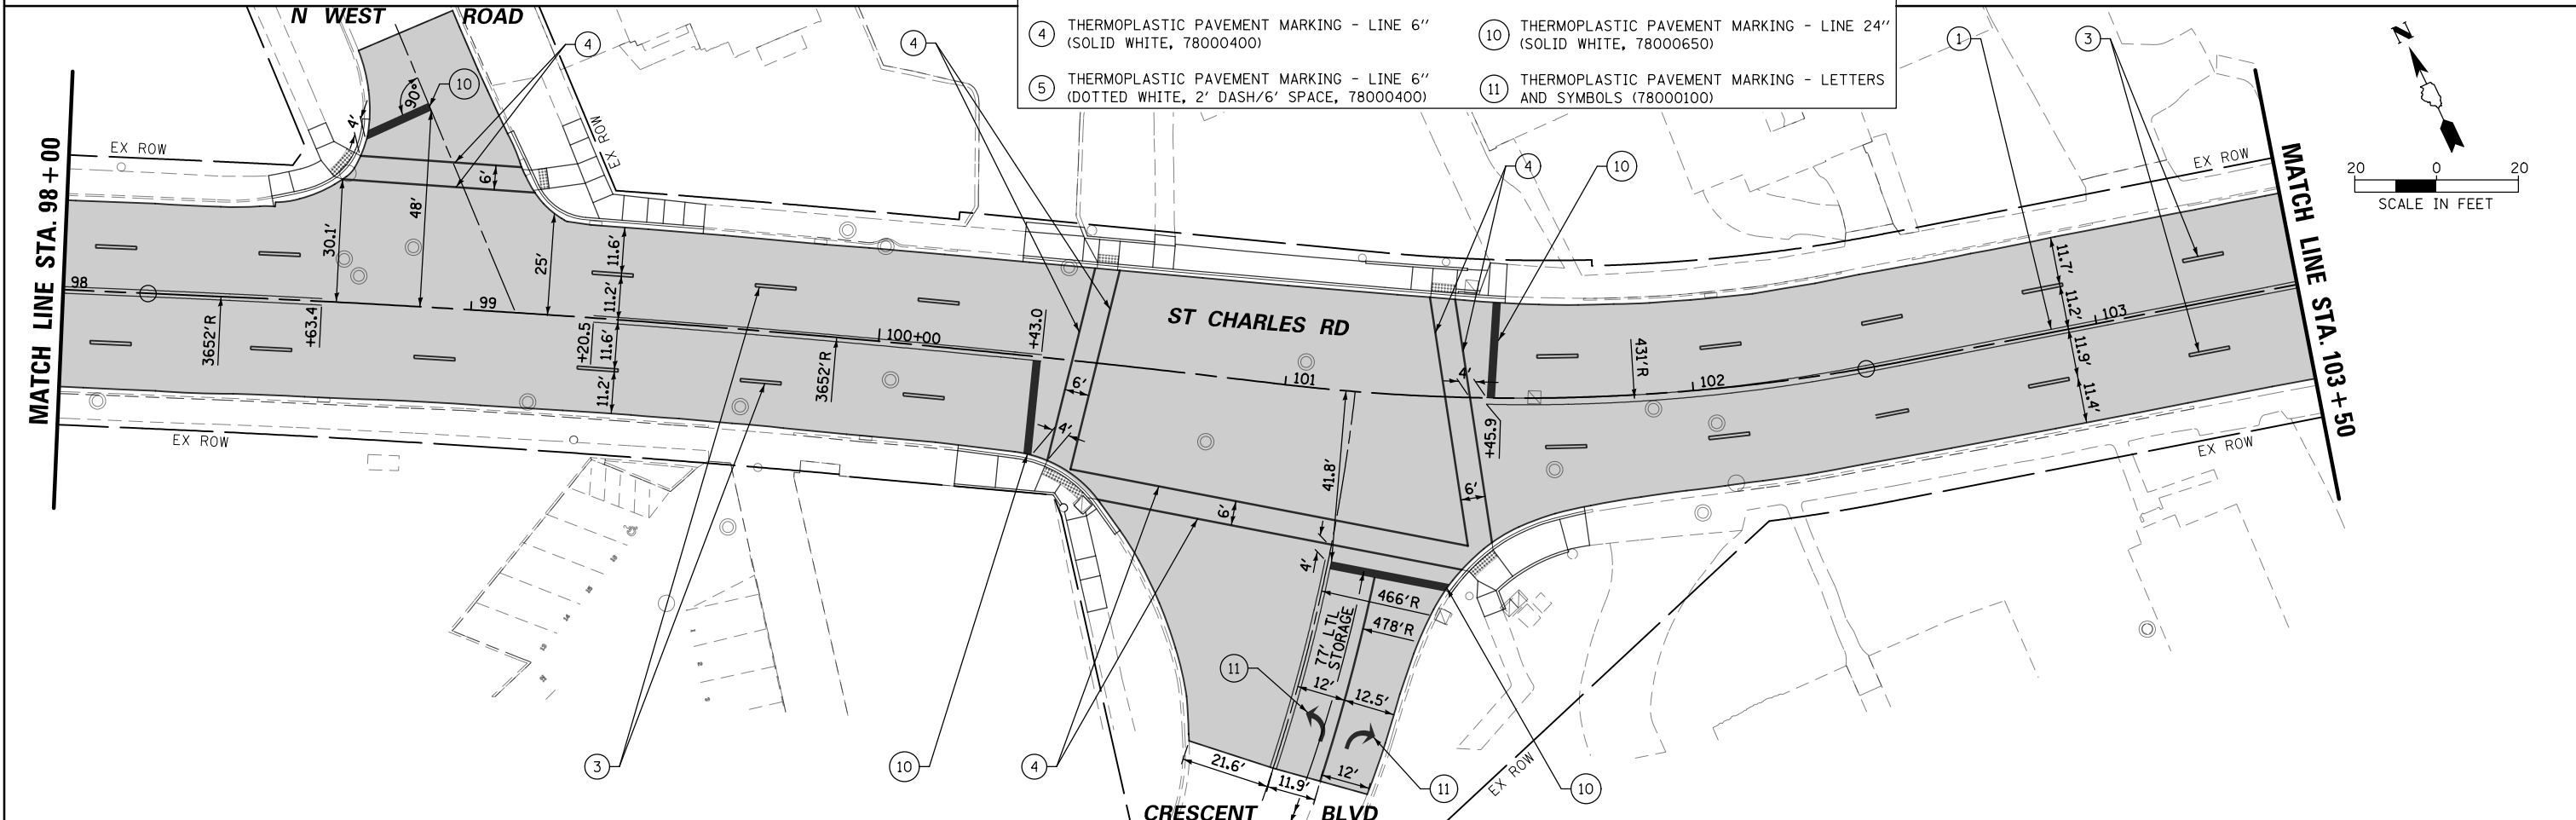 N WEST ROAD
4 THERMOPLASTIC PAVEMENT MARKING - LINE 6"
(SOLID WHITE, 78000400)
5 THERMOPLASTIC PAVEMENT MARKING - LINE 6"
(DOTTED WHITE, 2' DASH/6' SPACE, 78000400)
10 THERMOPLASTIC PAVEMENT MARKING - LINE 24"
(SOLID WHITE, 78000650)
11 THERMOPLASTIC PAVEMENT MARKING - LETTERS
AND SYMBOLS (78000100)
4
4
1
3
N
20 0 20
SCALE IN FEET
10
90°
4'
EX ROW
EX ROW
MATCH LINE STA. 98+00
6'
48'
30.1'
25'
11.6'
11.2'
11.6'
11.2'
98
99
3652'R
+63.4
+20.5
3652'R
100+00
+43.0
ST CHARLES RD
4
10
EX ROW
MATCH LINE STA. 103+50
11.7'
11.2'
11.9'
11.4'
103
102
101
431'R
4'
+45.9
6'
6'
4'
41.8'
6'
4'
EX ROW
EX ROW
466'R
478'R
77' LTL
STORAGE
11
12'
12.5'
3
10
4
21.6'
11.9'
12'
11
10
EX ROW
CRESCENT BLVD